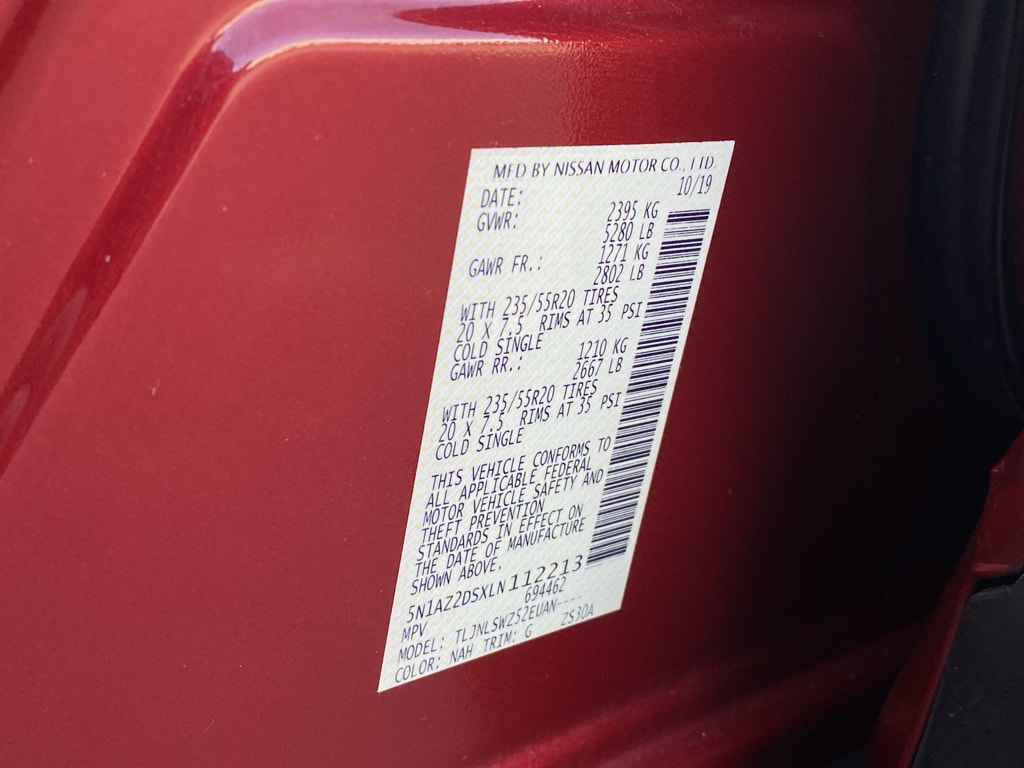 MFD BY NISSAN MOTOR CO., LTD.
DATE: 10/19
GVWR: 2395 KG
5280 LB
GAWR FR.: 1271 KG
2802 LB
WITH 235/55R20 TIRES
20 X 7.5 RIMS AT 35 PSI
COLD SINGLE
GAWR RR.: 1210 KG
2667 LB
WITH 235/55R20 TIRES
20 X 7.5 RIMS AT 35 PSI
COLD SINGLE
THIS VEHICLE CONFORMS TO
ALL APPLICABLE FEDERAL
MOTOR VEHICLE SAFETY AND
THEFT PREVENTION
STANDARDS IN EFFECT ON
THE DATE OF MANUFACTURE
SHOWN ABOVE.
5N1AZ2DSXLN112213
MPV 694462
MODEL: TLJNLSWZ52EUAN----
COLOR: NAH TRIM: G ZS30A